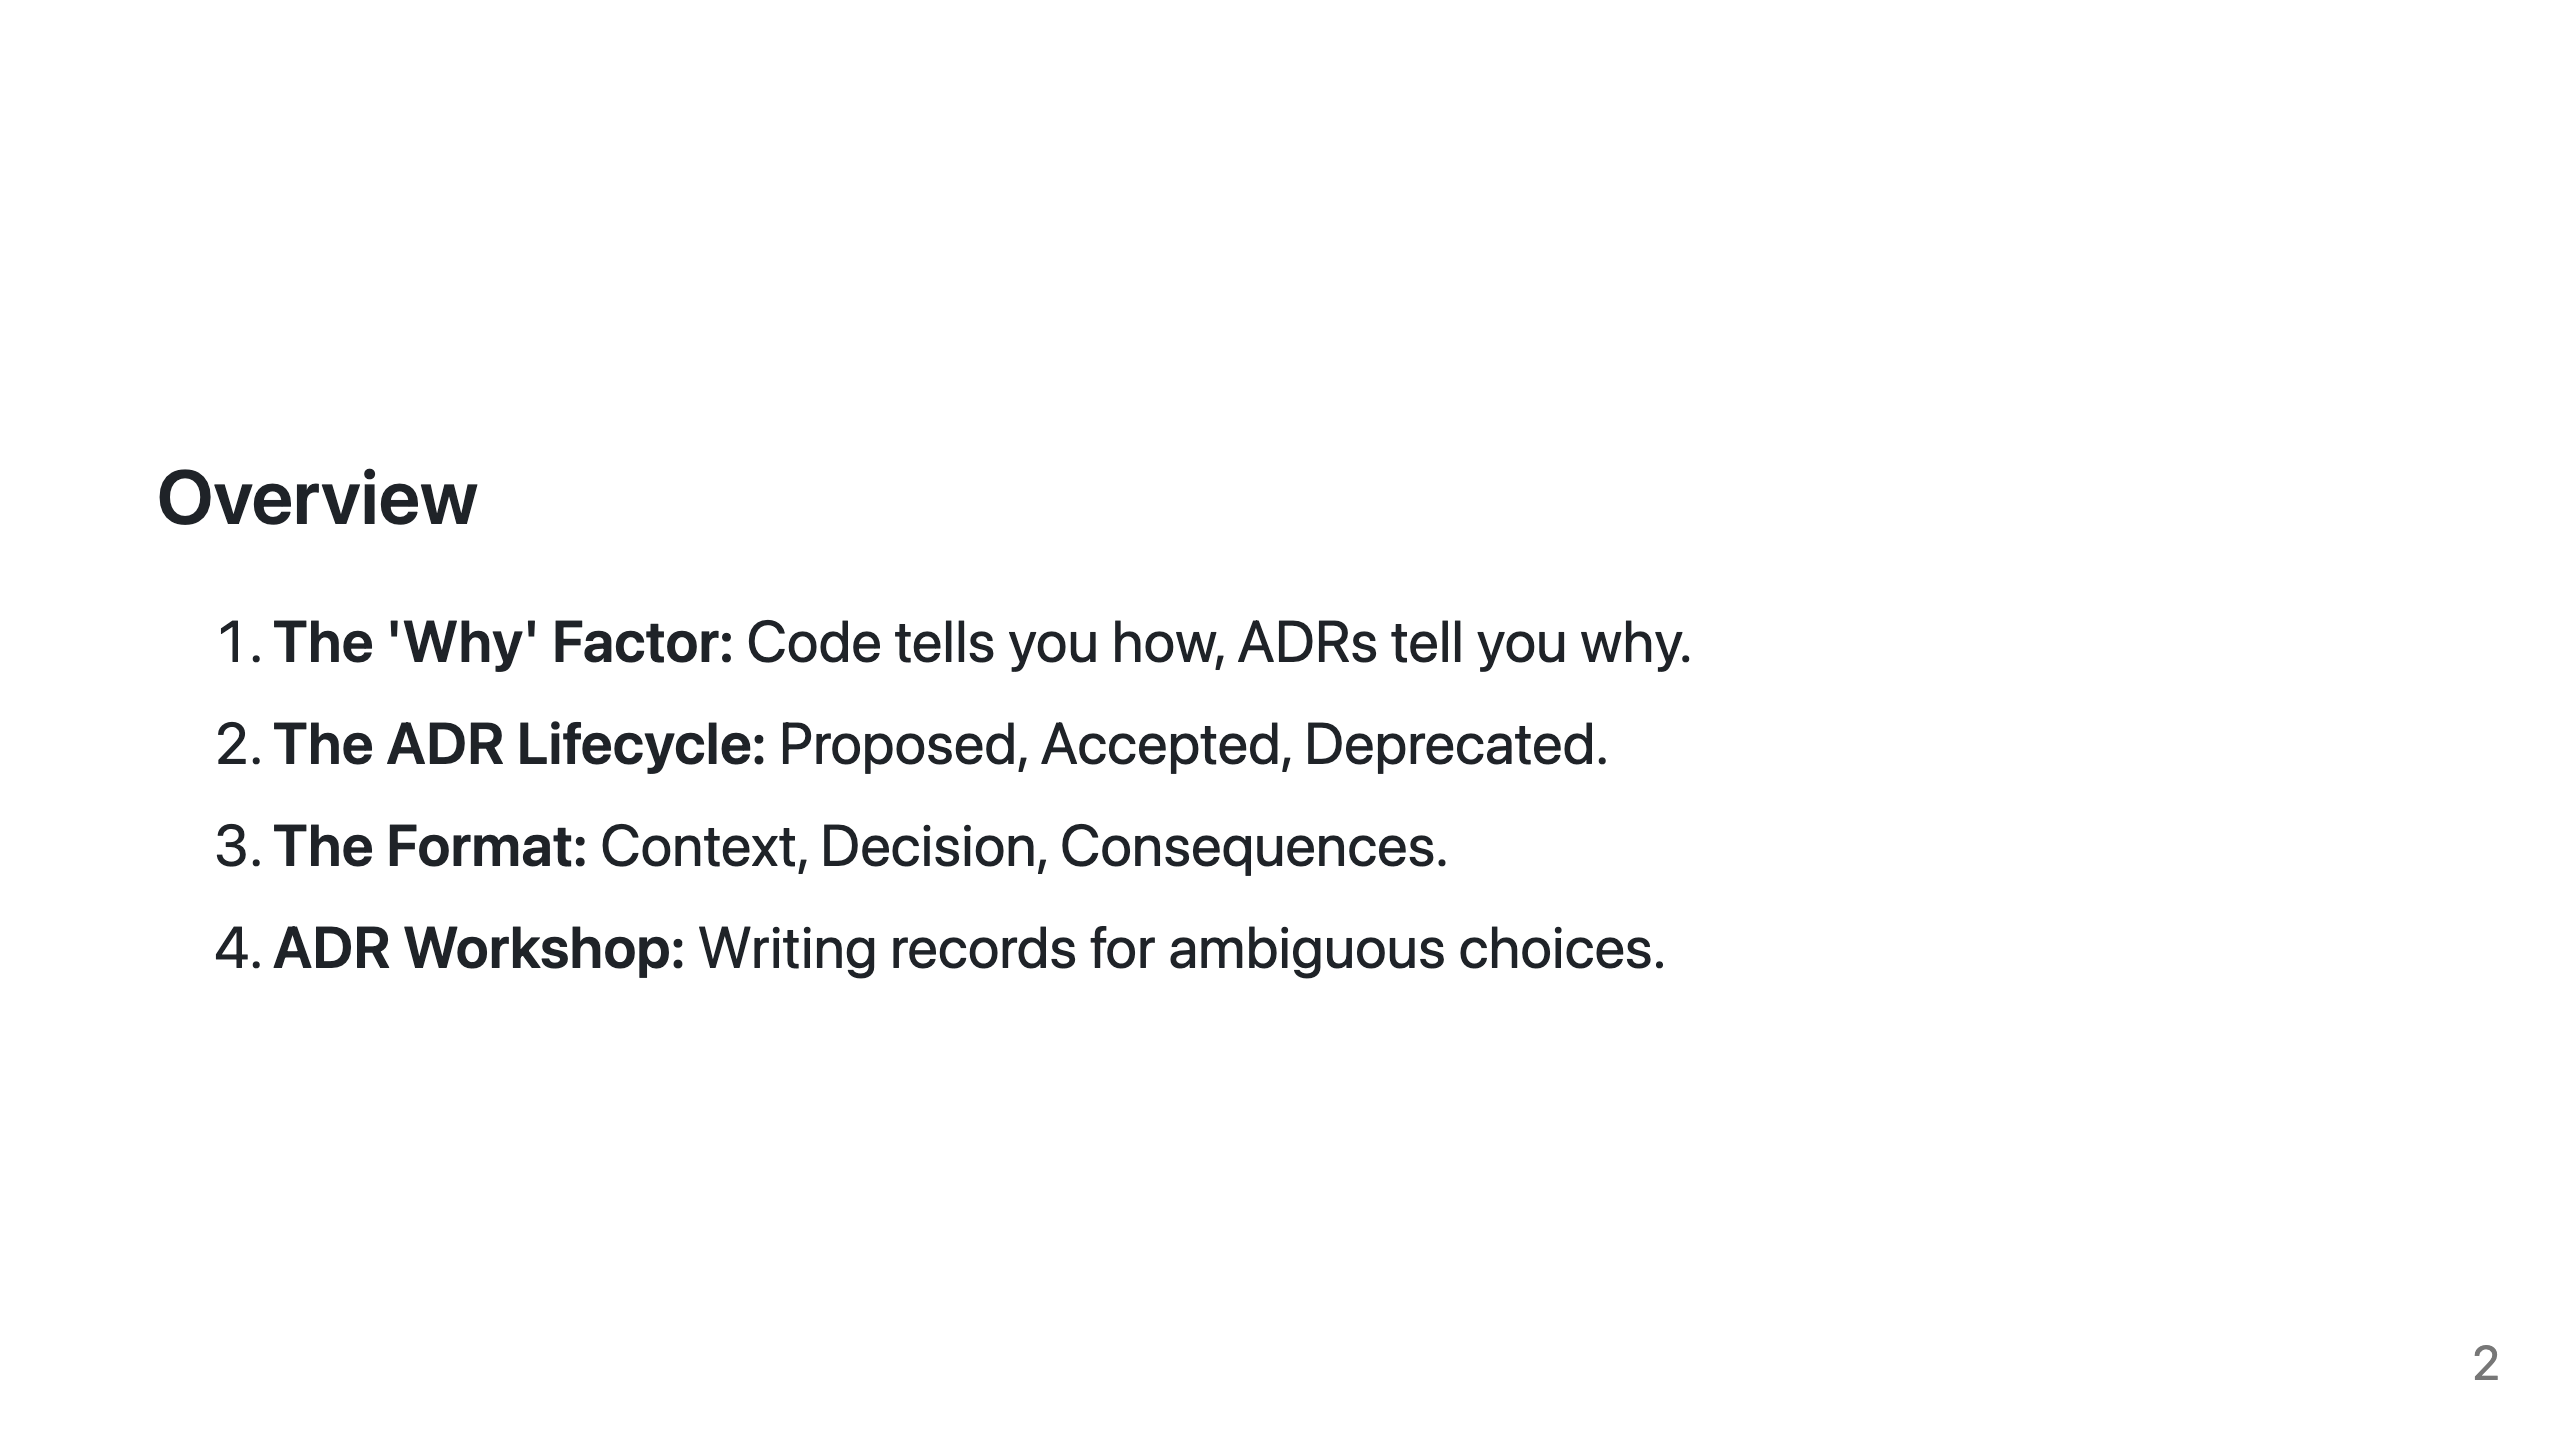 Overview
1. The 'Why' Factor: Code tells you how, ADRs tell you why.
2. The ADR Lifecycle: Proposed, Accepted, Deprecated.
3. The Format: Context, Decision, Consequences.
4. ADR Workshop: Writing records for ambiguous choices.
2